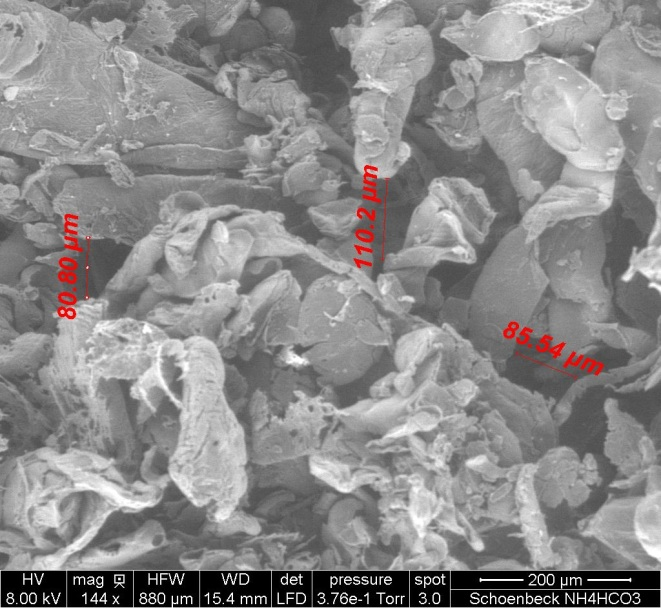 110.2 µm
80.80 µm
85.54 µm
HV mag HFW WD det pressure spot 200 µm
8.00 kV 144 x 880 µm 15.4 mm LFD 3.76e-1 Torr 3.0 Schoenbeck NH4HCO3